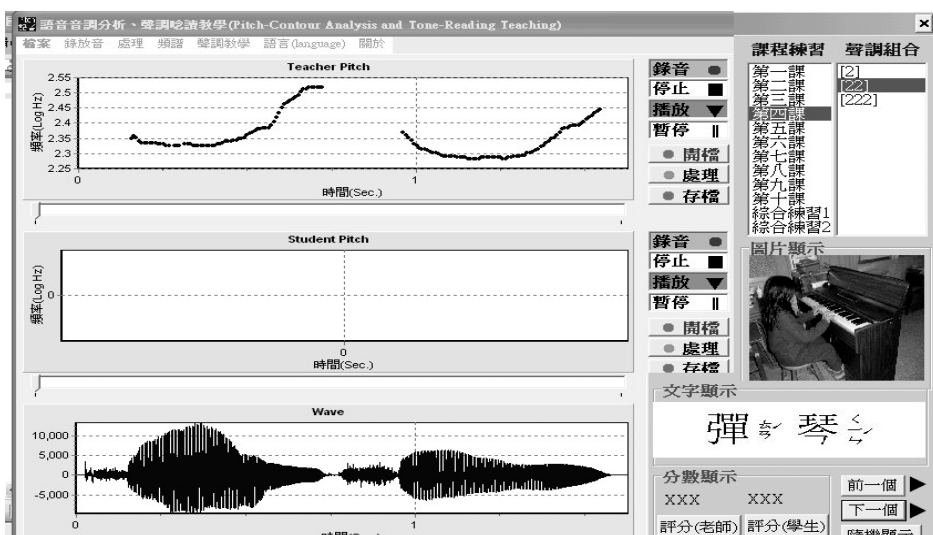 語音音調分析、聲調唸讀教學(Pitch-Contour Analysis and Tone-Reading Teaching)
檔案 錄放音 處理 頻譜 聲調教學 語言(language) 關於
Teacher Pitch
2.55
2.5
2.45
2.4
2.35
2.3
2.25
頻率(Log Hz)
0 1
時間(Sec.)
錄音
停止
播放
暫停
開檔
處理
存檔
Student Pitch
頻率(Log Hz)
0
0
時間(Sec.)
錄音
停止
播放
暫停
開檔
處理
存檔
Wave
10,000
5,000
0
-5,000
0 1
時間(Sec.)
課程練習 聲調組合
第一課
第二課
第三課
第四課
第五課
第六課
第七課
第八課
第九課
第十課
綜合練習1
綜合練習2
[2]
[22]
[222]
圖片顯示
文字顯示
彈 ㄊㄢˊ 琴 ㄑㄧㄣˊ
分數顯示
XXX XXX
評分(老師) 評分(學生)
前一個
下一個
隨機顯示